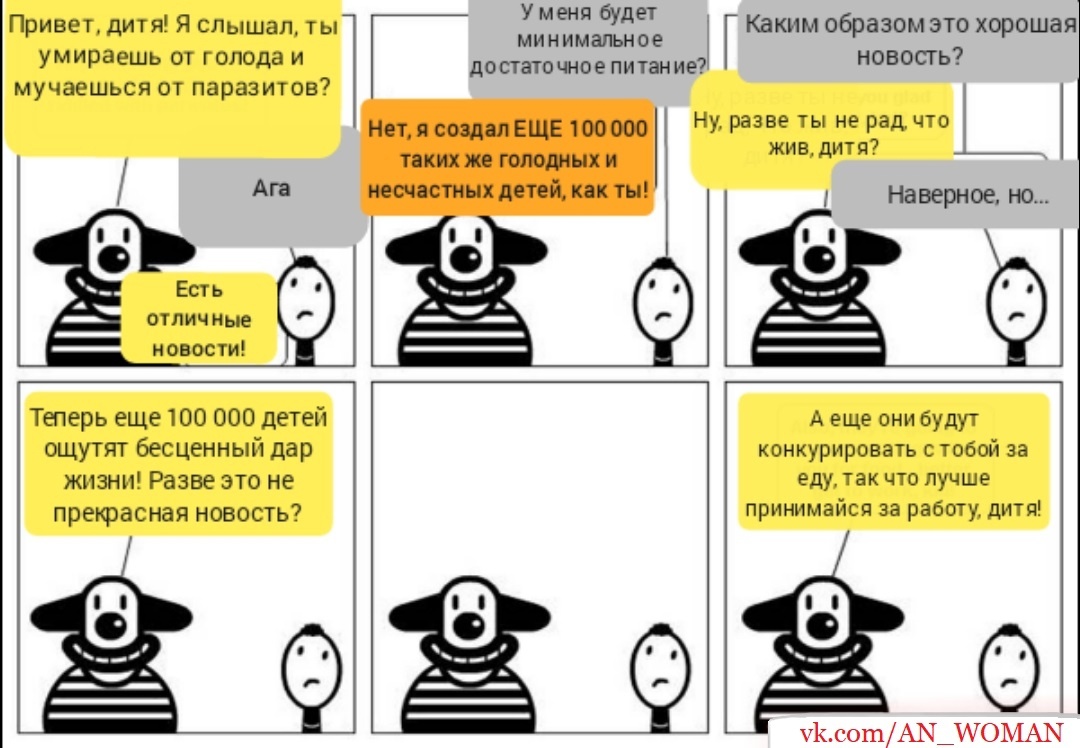 Привет, дитя! Я слышал, ты
умираешь от голода и
мучаешься от паразитов?
Ага
Есть
отличные
новости!
У меня будет
минимальное
достаточное питание?
Нет, я создал ЕЩЕ 100 000
таких же голодных и
несчастных детей, как ты!
Каким образом это хорошая
новость?
Ну, разве ты не рад, что
жив, дитя?
Наверное, но...
Теперь еще 100 000 детей
ощутят бесценный дар
жизни! Разве это не
прекрасная новость?
А еще они будут
конкурировать с тобой за
еду, так что лучше
принимайся за работу, дитя!
vk.com/AN_WOMAN